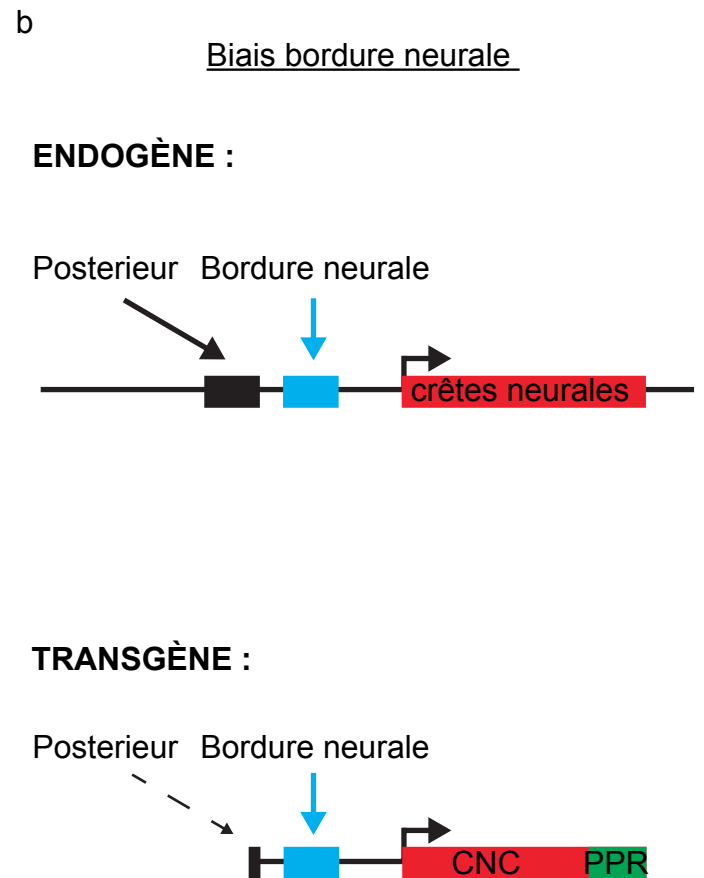 b
Biais bordure neurale
ENDOGÈNE :
Posterieur Bordure neurale
crêtes neurales
TRANSGÈNE :
Posterieur Bordure neurale
CNC PPR